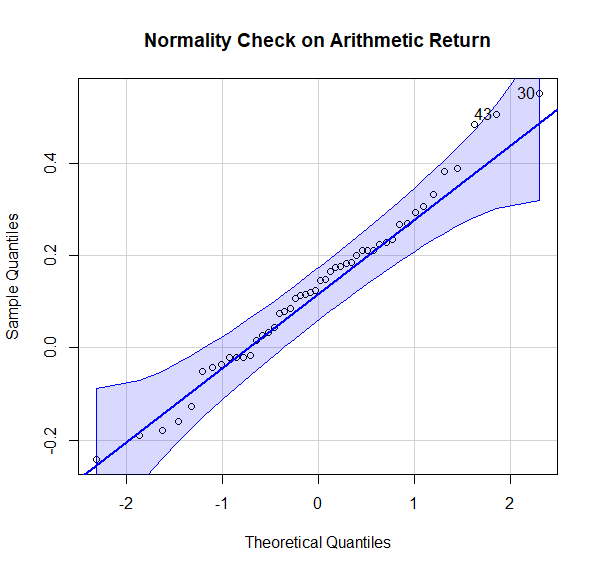 Normality Check on Arithmetic Return
30
43
0.4
0.2
0.0
-0.2
Sample Quantiles
-2 -1 0 1 2
Theoretical Quantiles